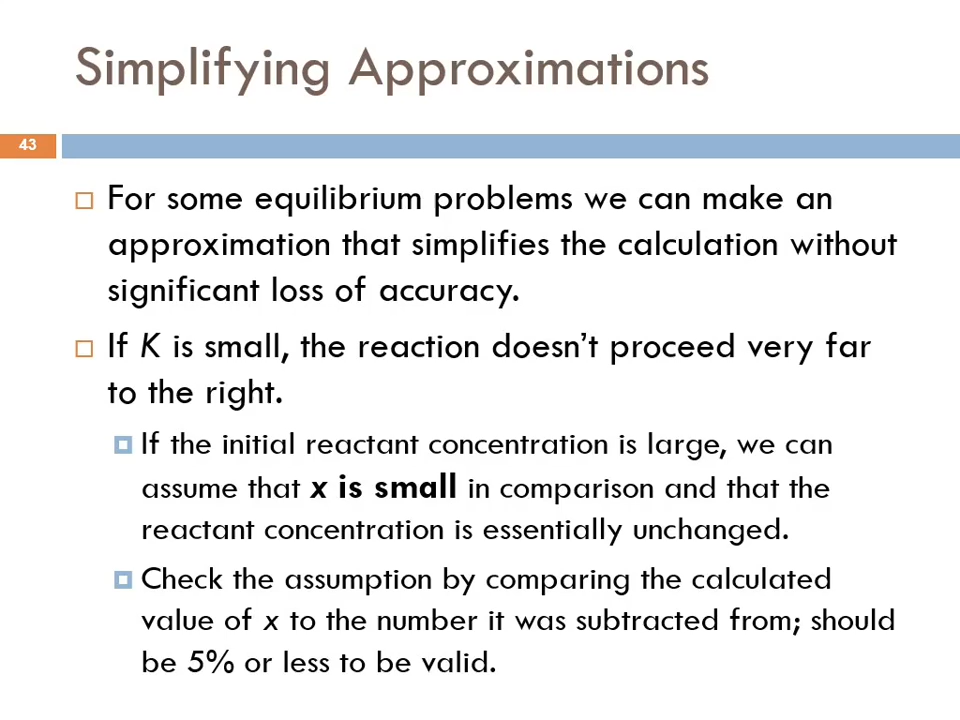 Simplifying Approximations
43
For some equilibrium problems we can make an
approximation that simplifies the calculation without
significant loss of accuracy.
If K is small, the reaction doesn’t proceed very far
to the right.
If the initial reactant concentration is large, we can
assume that x is small in comparison and that the
reactant concentration is essentially unchanged.
Check the assumption by comparing the calculated
value of x to the number it was subtracted from; should
be 5% or less to be valid.